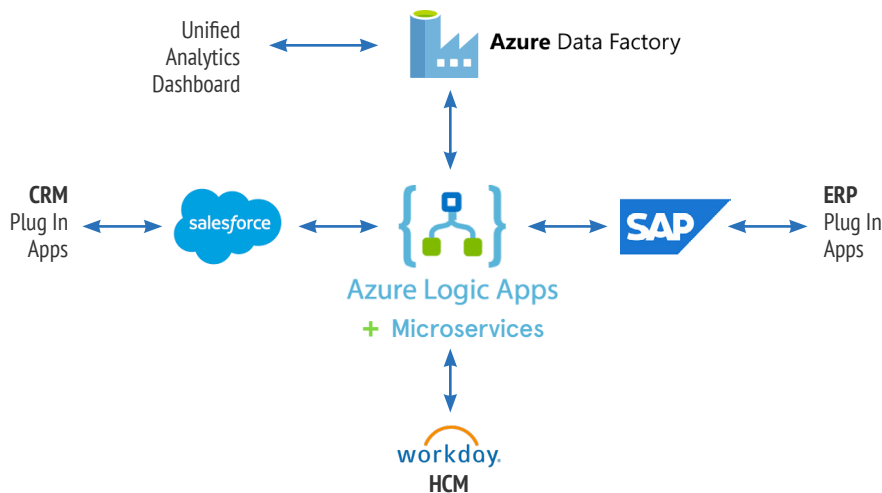 Unified
Analytics
Dashboard
Azure Data Factory
CRM
Plug In
Apps
salesforce
SAP
ERP
Plug In
Apps
Azure Logic Apps
+ Microservices
workday.
HCM